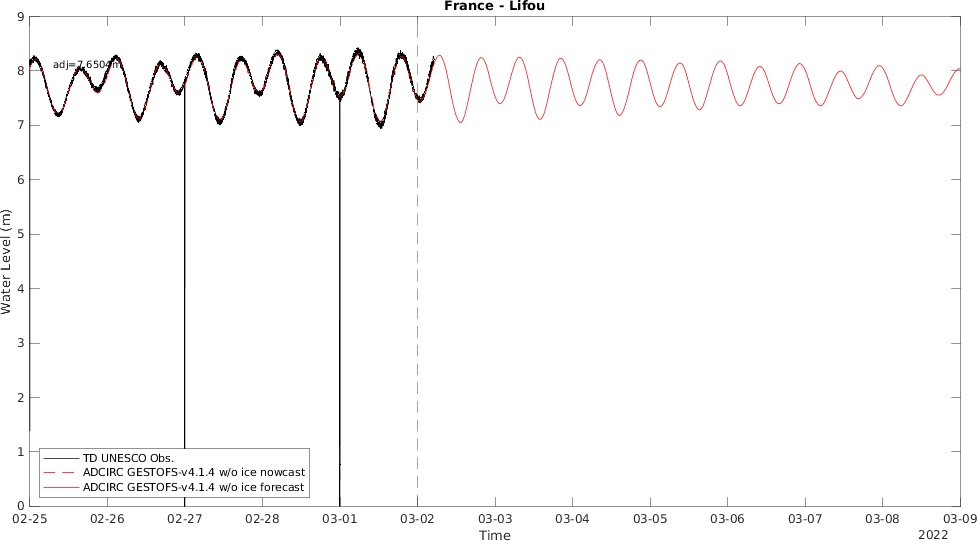 France - Lifou
adj=7.6504m
Water Level (m)
9
8
7
6
5
4
3
2
1
0
TD UNESCO Obs.
ADCIRC GESTOFS-v4.1.4 w/o ice nowcast
ADCIRC GESTOFS-v4.1.4 w/o ice forecast
02-25 02-26 02-27 02-28 03-01 03-02 03-03 03-04 03-05 03-06 03-07 03-08 03-09
Time
2022